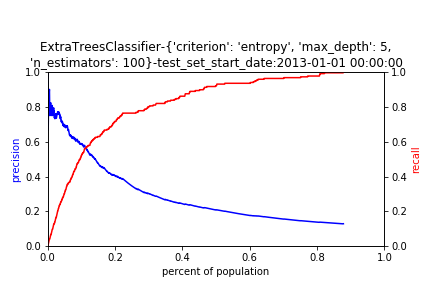 ExtraTreesClassifier-{'criterion': 'entropy', 'max_depth': 5,
'n_estimators': 100}-test_set_start_date:2013-01-01 00:00:00
1.0
0.8
0.6
0.4
0.2
0.0
precision
1.0
0.8
0.6
0.4
0.2
0.0
recall
0.0 0.2 0.4 0.6 0.8 1.0
percent of population